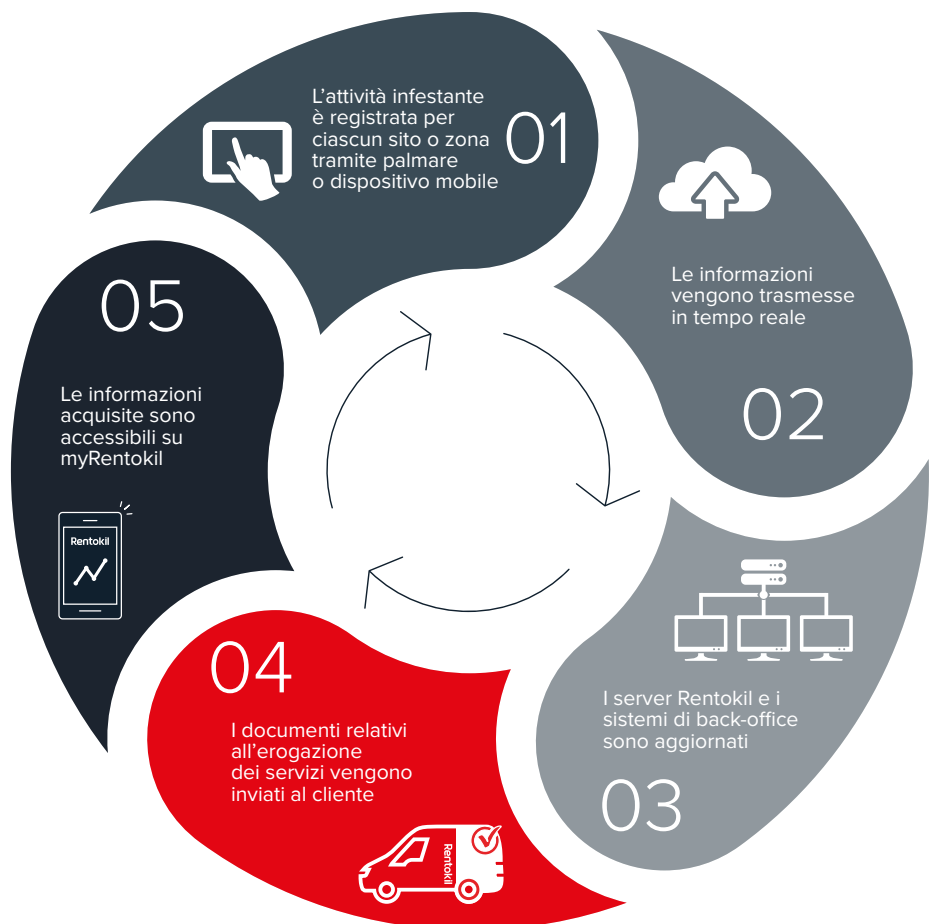 01
L'attività infestante
è registrata per
ciascun sito o zona
tramite palmare
o dispositivo mobile
Le informazioni
vengono trasmesse
in tempo reale
02
I server Rentokil e i
sistemi di back-office
sono aggiornati
03
04
I documenti relativi
all'erogazione
dei servizi vengono
inviati al cliente
Rentokil
05
Le informazioni
acquisite sono
accessibili su
myRentokil
Rentokil